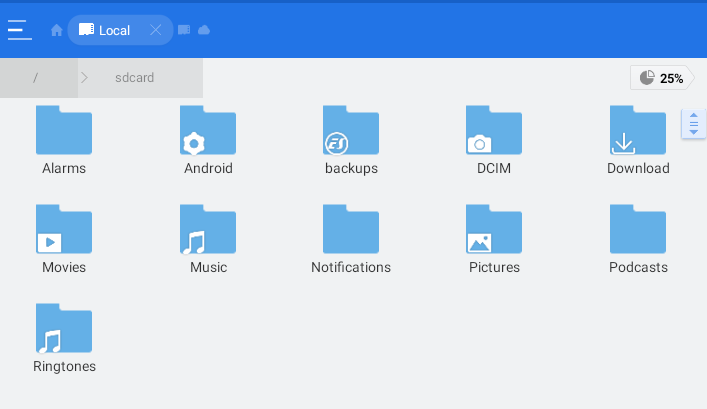 Local
/ sdcard
25%
Alarms Android backups DCIM Download
Movies Music Notifications Pictures Podcasts
Ringtones